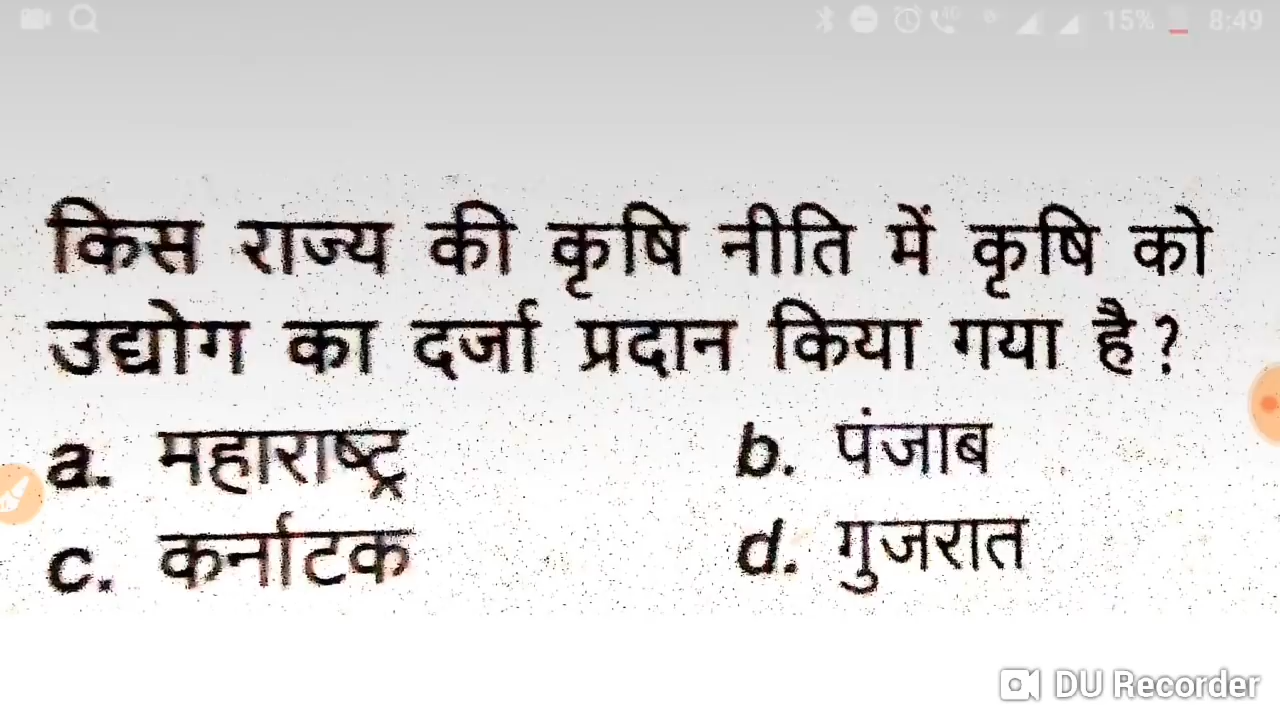 15% 8:49
किस राज्य की कृषि नीति में कृषि को
उद्योग का दर्जा प्रदान किया गया है?
a. महाराष्ट्र b. पंजाब
c. कर्नाटक d. गुजरात
DU Recorder